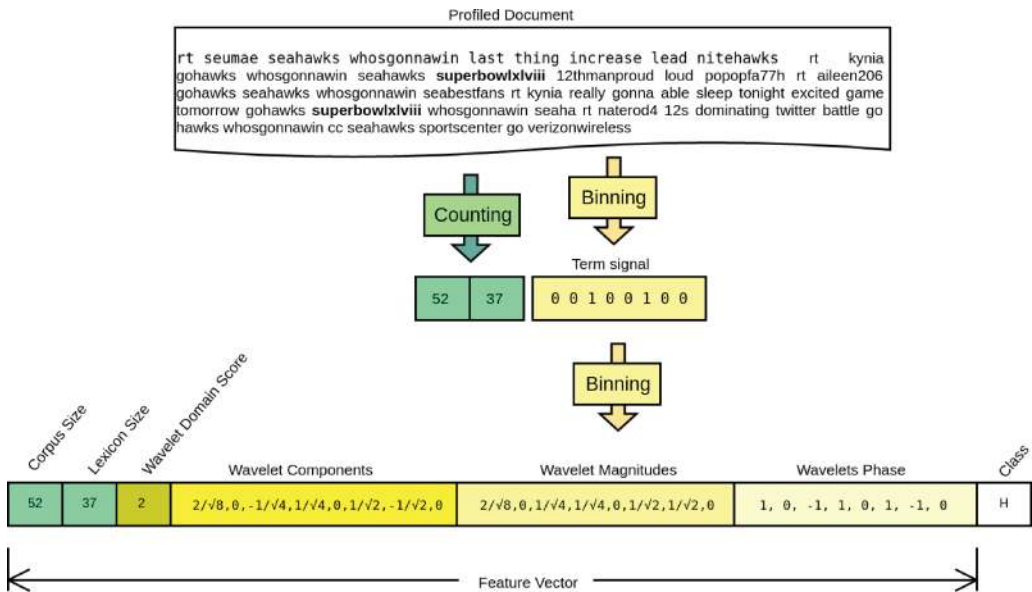 Profiled Document
rt seumae seahawks whosgonnawin last thing increase lead nitehawks rt kynia
gohawks whosgonnawin seahawks superbowlxlviii 12thmanproud loud popopfa77h rt aileen206
gohawks seahawks whosgonnawin seabestfans rt kynia really gonna able sleep tonight excited game
tomorrow gohawks superbowlxlviii whosgonnawin seaha rt naterod4 12s dominating twitter battle go
hawks whosgonnawin cc seahawks sportscenter go verizonwireless
Counting
Binning
Term signal
52 37 0 0 1 0 0 1 0 0
Binning
Corpus Size
Lexicon Size
Wavelet Domain Score
Wavelet Components
Wavelet Magnitudes
Wavelets Phase
Class
52 37 2 2/√8,0,-1/√4,1/√4,0,1/√2,-1/√2,0 2/√8,0,1/√4,1/√4,0,1/√2,1/√2,0 1, 0, -1, 1, 0, 1, -1, 0 H
Feature Vector